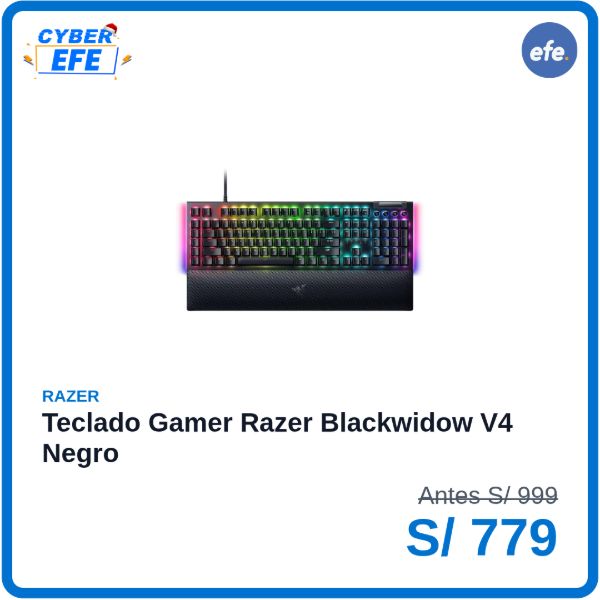 CYBER
EFE
efe.
RAZER
Teclado Gamer Razer Blackwidow V4
Negro
Antes S/ 999
S/ 779